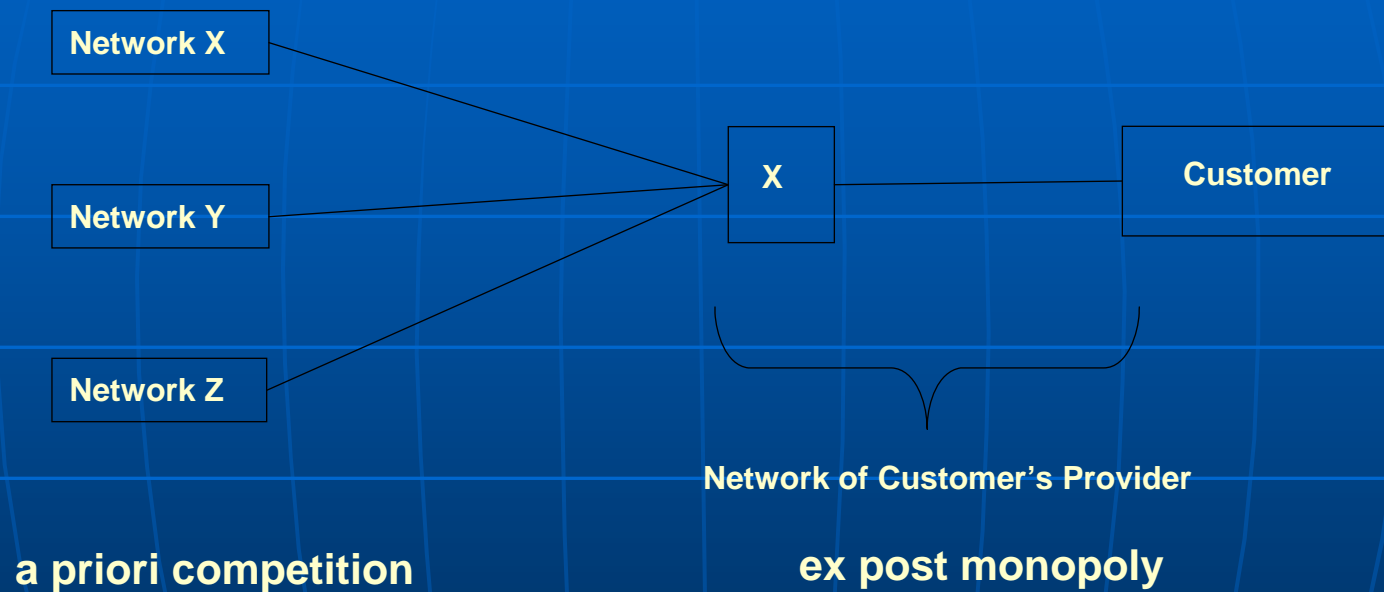 Network X
X
Customer
Network Y
Network Z
Network of Customer’s Provider
a priori competition
ex post monopoly